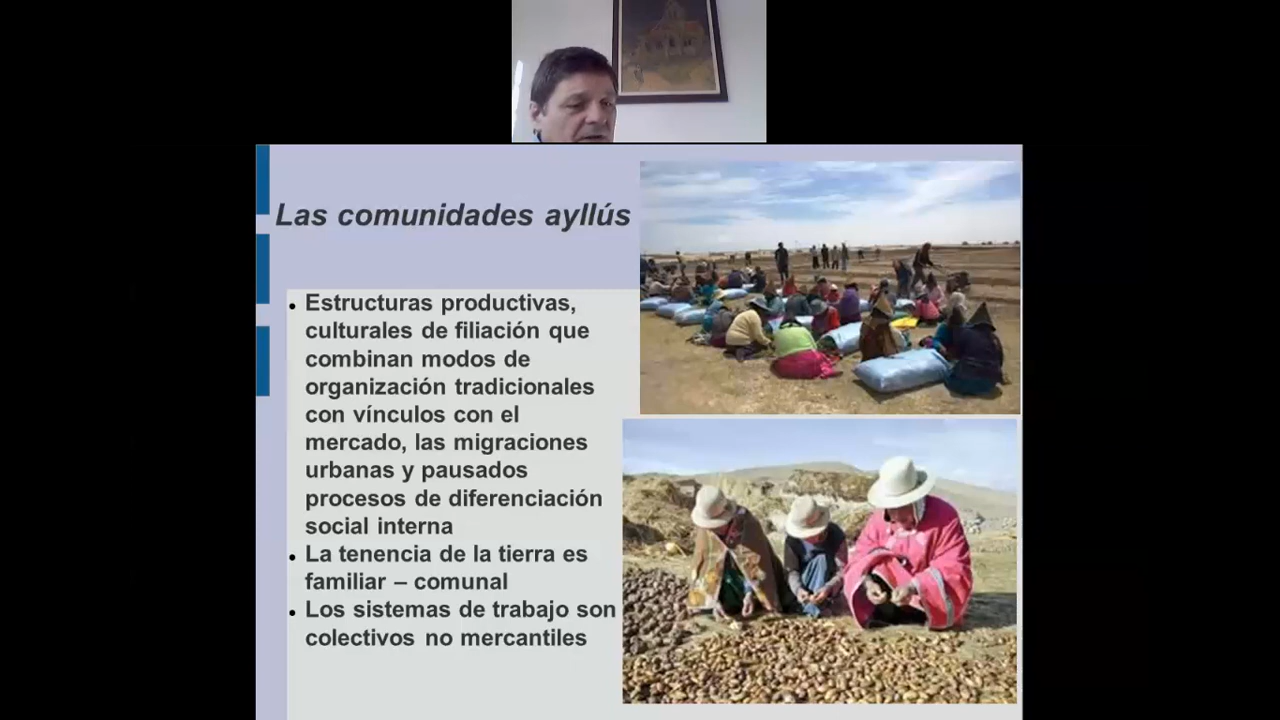 Las comunidades ayllús
Estructuras productivas,
culturales de filiación que
combinan modos de
organización tradicionales
con vínculos con el
mercado, las migraciones
urbanas y pausados
procesos de diferenciación
social interna
La tenencia de la tierra es
familiar – comunal
Los sistemas de trabajo son
colectivos no mercantiles